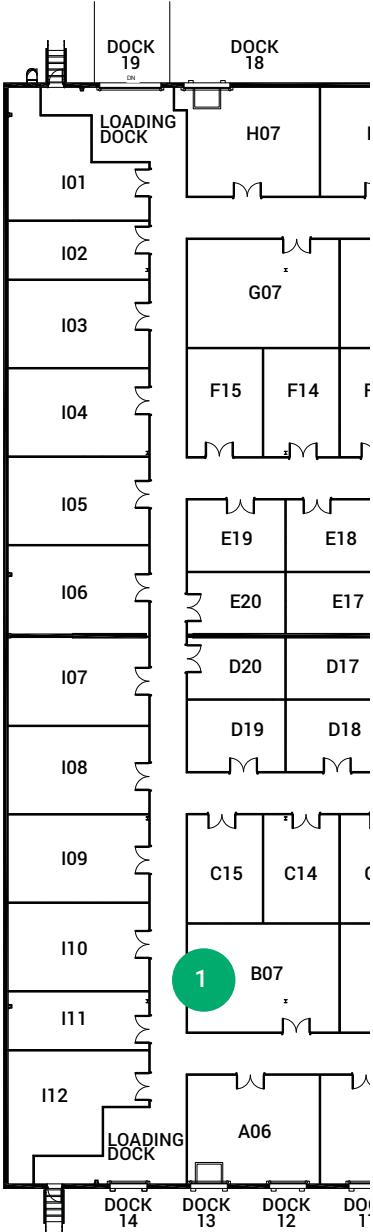 DOCK
19
DOCK
18
DN
LOADING
DOCK
H07
I01
I02
G07
I03
F15
F14
I04
I05
E19
E18
I06
E20
E17
I07
D20
D17
D19
D18
I08
I09
C15
C14
I10
1
B07
I11
I12
A06
LOADING
DOCK
DOCK
14
DOCK
13
DOCK
12